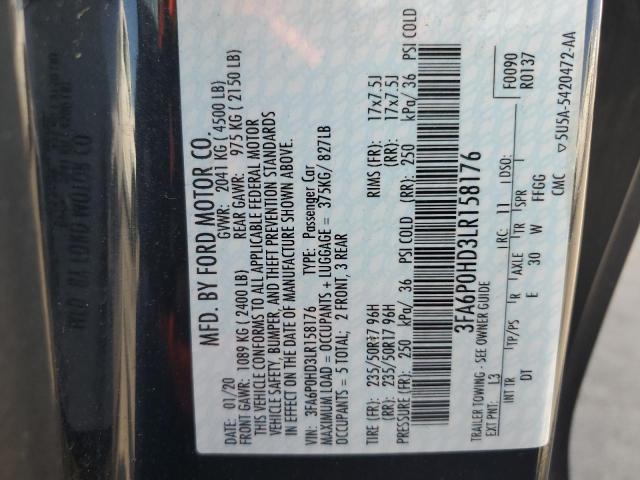 MFD. BY FORD MOTOR CO.
DATE: 01/20 GVWR: 2041 KG ( 4500 LB)
FRONT GAWR: 1089 KG ( 2400 LB) REAR GAWR: 975 KG ( 2150 LB)
THIS VEHICLE CONFORMS TO ALL APPLICABLE FEDERAL MOTOR
VEHICLE SAFETY, BUMPER, AND THEFT PREVENTION STANDARDS
IN EFFECT ON THE DATE OF MANUFACTURE SHOWN ABOVE.
VIN: 3FA6P0HD3LR158176 TYPE: Passenger Car
MAXIMUM LOAD = OCCUPANTS + LUGGAGE = 375KG/ 827LB
OCCUPANTS = 5 TOTAL; 2 FRONT, 3 REAR
TIRE (FR): 235/50R17 96H RIMS (FR): 17x7.5J
(RR): 235/50R17 96H (RR): 17x7.5J
PRESSURE (FR): 250 kPa/ 36 PSI COLD (RR): 250 kPa/ 36 PSI COLD
3FA6P0HD3LR158176
TRAILER TOWING - SEE OWNER GUIDE F0090
R0137
EXT PNT: L3 RC: 11 DSO:
INT TR TP/PS R AXLE TR SPR
DT E 30 W FFGG
CMC ▽5U5A-5420472-AA